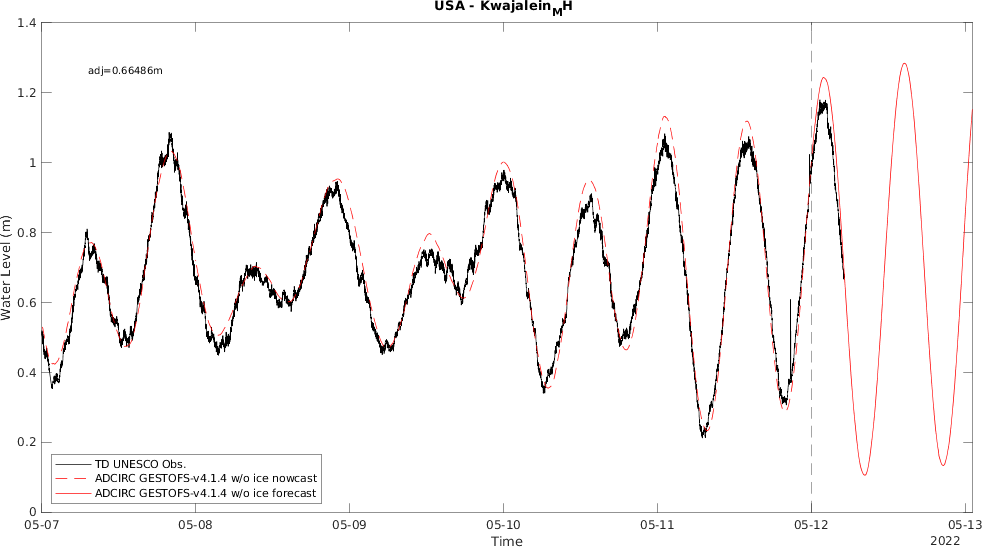 USA - Kwajalein_MH
adj=0.66486m
1.4
1.2
1
0.8
0.6
0.4
0.2
0
Water Level (m)
TD UNESCO Obs.
ADCIRC GESTOFS-v4.1.4 w/o ice nowcast
ADCIRC GESTOFS-v4.1.4 w/o ice forecast
05-07 05-08 05-09 05-10 05-11 05-12 05-13
Time
2022